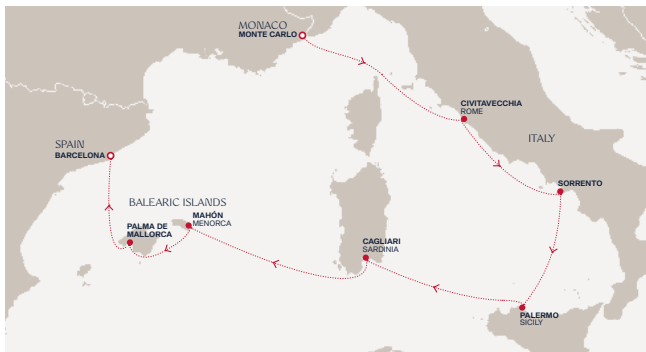 MONACO
MONTE CARLO
CIVITAVECCHIA
ROME
ITALY
SPAIN
BARCELONA
SORRENTO
BALEARIC ISLANDS
MAHÓN
MENORCA
PALMA DE
MALLORCA
CAGLIARI
SARDINIA
PALERMO
SICILY